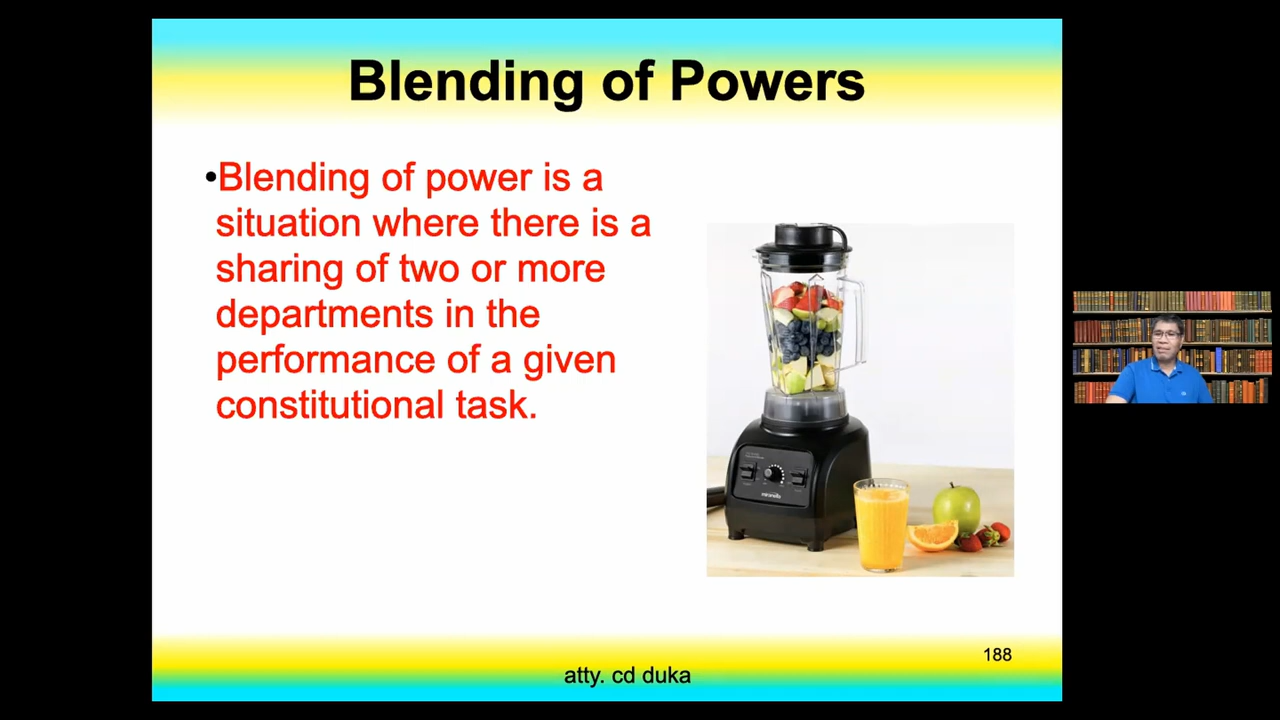 Blending of Powers
•Blending of power is a
situation where there is a
sharing of two or more
departments in the
performance of a given
constitutional task.
188
atty. cd duka